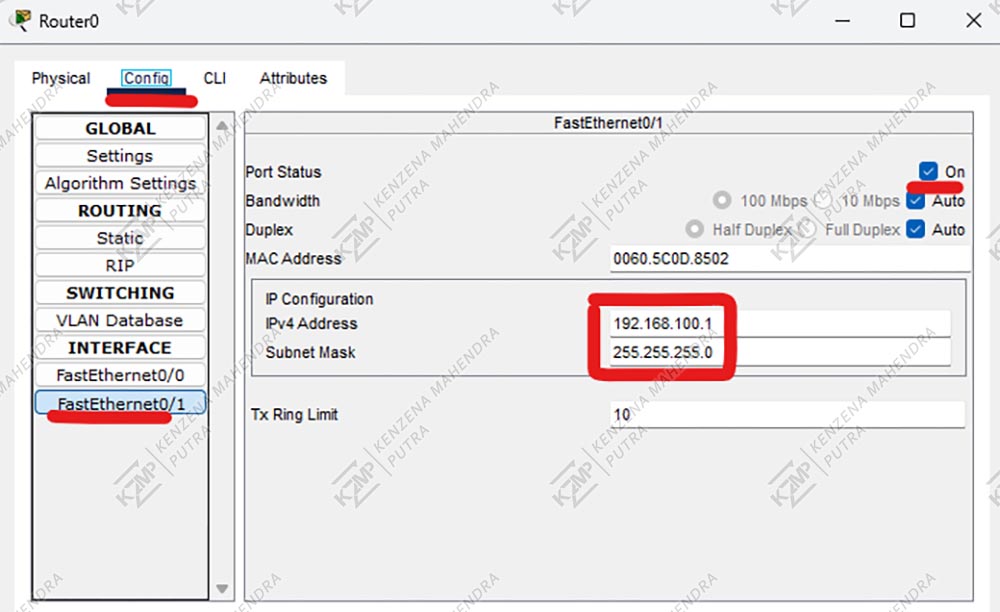 Router0
Physical Config CLI Attributes
GLOBAL
Settings
Algorithm Settings
ROUTING
Static
RIP
SWITCHING
VLAN Database
INTERFACE
FastEthernet0/0
FastEthernet0/1
FastEthernet0/1
Port Status On
Bandwidth 100 Mbps 10 Mbps Auto
Duplex Half Duplex Full Duplex Auto
MAC Address 0060.5C0D.8502
IP Configuration
IPv4 Address 192.168.100.1
Subnet Mask 255.255.255.0
Tx Ring Limit 10
KZMP KENZENA MAHENDRA
PUTRA